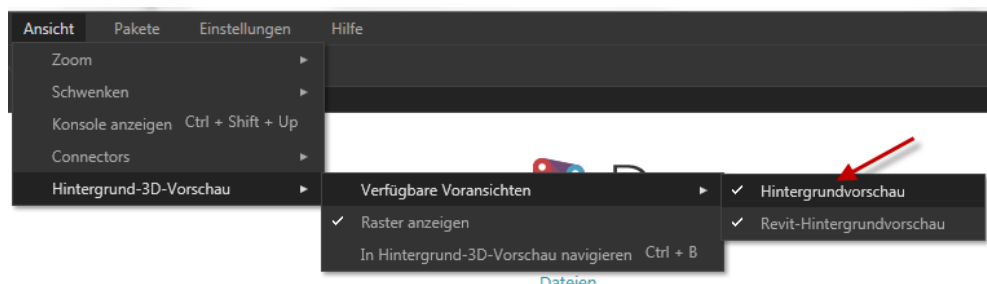 Ansicht Pakete Einstellungen Hilfe
Zoom
Schwenken
Konsole anzeigen Ctrl + Shift + Up
Connectors
Hintergrund-3D-Vorschau Verfügbare Voransichten Hintergrundvorschau
Raster anzeigen Revit-Hintergrundvorschau
In Hintergrund-3D-Vorschau navigieren Ctrl + B
Dateien